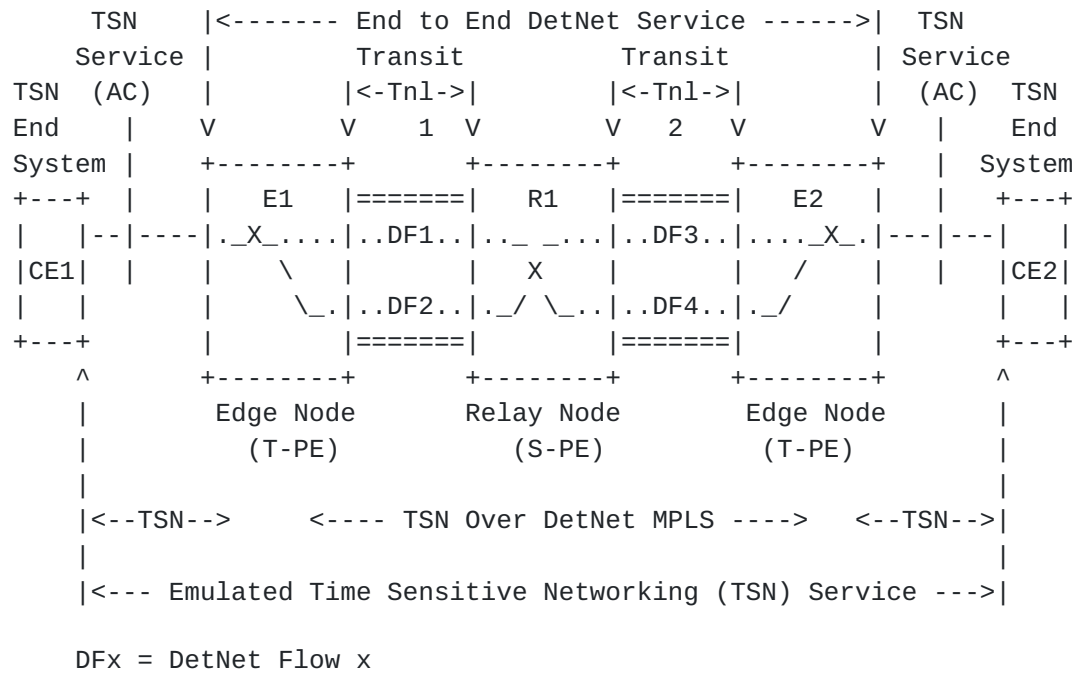 TSN      |<------- End to End DetNet Service ------>|  TSN
     Service |         Transit          Transit         | Service
TSN  (AC)  |        |<-Tnl->|        |<-Tnl->|        |  (AC)  TSN
End    |    V        V    1  V        V   2   V        V   |    End
System |    +--------+       +--------+       +--------+   |  System
+---+  |    |   E1   |=======|   R1   |=======|   E2   |   |   +---+
|   |--|----|._X_....|..DF1..|.._ _...|..DF3..|...._X_.|---|---|   |
|CE1|  |    |    \   |       |   X    |       |   /    |   |   |CE2|
|   |       |     \_.|..DF2..|._/ \_..|..DF4..|._/     |       |   |
+---+       |        |=======|        |=======|        |       +---+
    ^       +--------+       +--------+       +--------+       ^
    |        Edge Node       Relay Node        Edge Node       |
    |          (T-PE)           (S-PE)          (T-PE)         |
    |                                                          |
    |<--TSN-->     <---- TSN Over DetNet MPLS ---->   <--TSN-->|
    |                                                          |
    |<--- Emulated Time Sensitive Networking (TSN) Service --->|
    DFx = DetNet Flow x